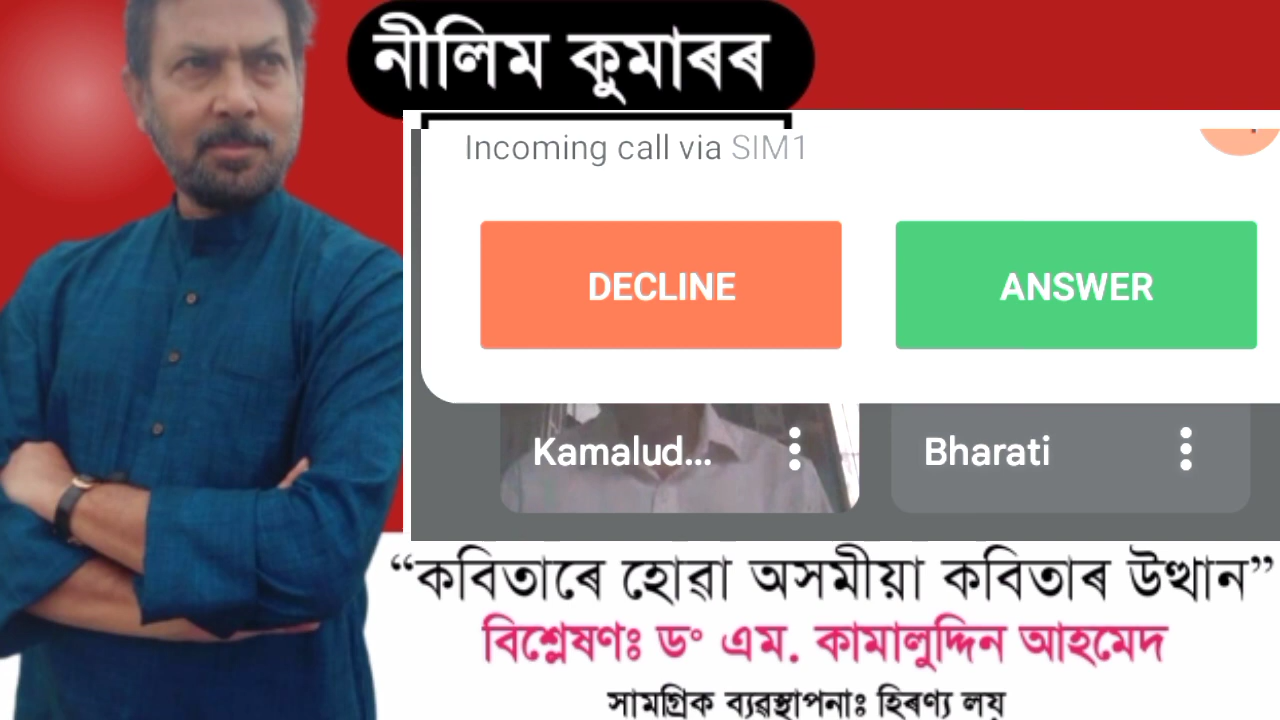 নীলিম কুমাৰৰ
Incoming call via SIM1
DECLINE
ANSWER
Kamalud...
Bharati
“কবিতাৰে হোৱা অসমীয়া কবিতাৰ উত্থান”
বিশ্লেষণঃ ড° এম. কামালুদ্দিন আহমেদ
সামগ্ৰিক ব্যৱস্থাপনাঃ হিৰণ্য লয়